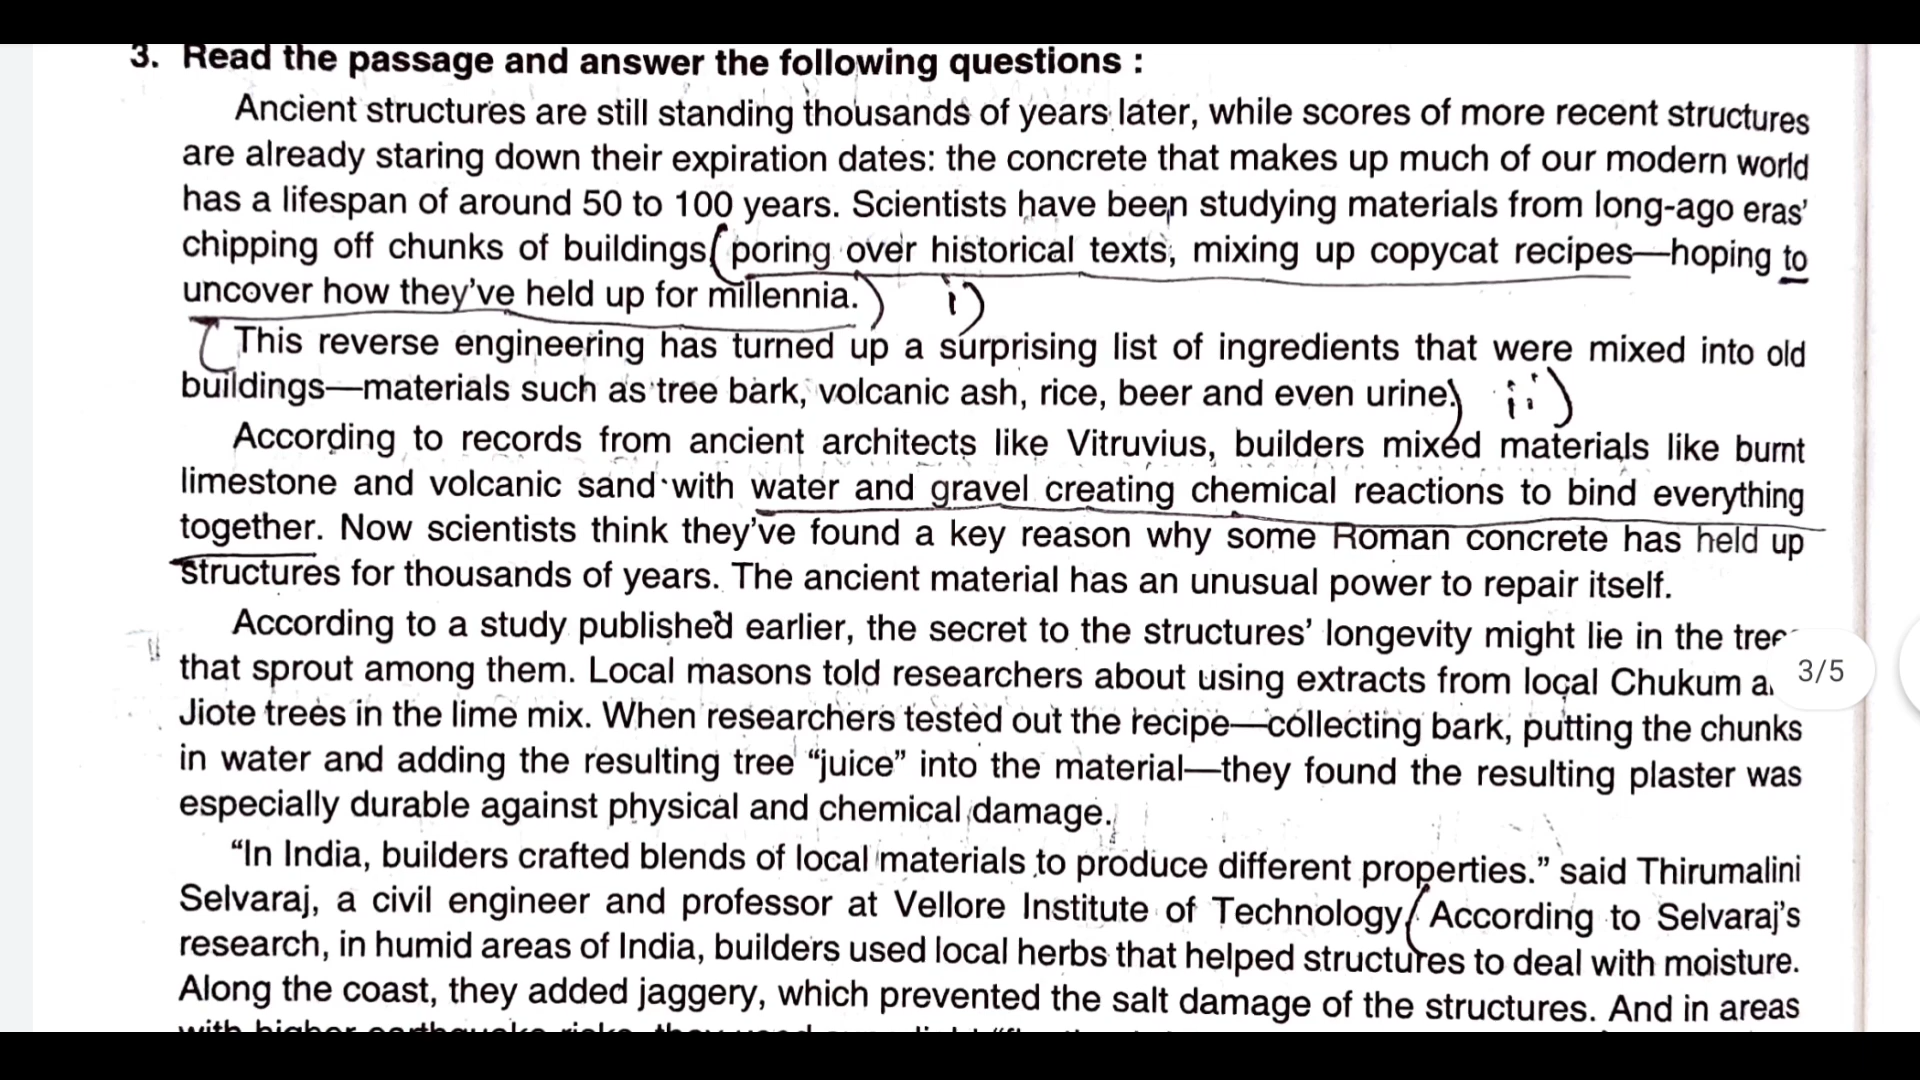 3. Read the passage and answer the following questions :
Ancient structures are still standing thousands of years later, while scores of more recent structures
are already staring down their expiration dates: the concrete that makes up much of our modern world
has a lifespan of around 50 to 100 years. Scientists have been studying materials from long-ago eras'
chipping off chunks of buildings (poring over historical texts, mixing up copycat recipes—hoping to
uncover how they've held up for millennia.) i)
(This reverse engineering has turned up a surprising list of ingredients that were mixed into old
buildings—materials such as tree bark, volcanic ash, rice, beer and even urine.) ii)
According to records from ancient architects like Vitruvius, builders mixed materials like burnt
limestone and volcanic sand with water and gravel creating chemical reactions to bind everything
together. Now scientists think they've found a key reason why some Roman concrete has held up
structures for thousands of years. The ancient material has an unusual power to repair itself.
According to a study published earlier, the secret to the structures' longevity might lie in the
that sprout among them. Local masons told researchers about using extracts from local Chukum
3/5
Jiote trees in the lime mix. When researchers tested out the recipe—collecting bark, putting the chunks
in water and adding the resulting tree “juice” into the material—they found the resulting plaster was
especially durable against physical and chemical damage.
“In India, builders crafted blends of local materials to produce different properties.” said Thirumalini
Selvaraj, a civil engineer and professor at Vellore Institute of Technology. (According to Selvaraj's
research, in humid areas of India, builders used local herbs that helped structures to deal with moisture.
Along the coast, they added jaggery, which prevented the salt damage of the structures. And in areas